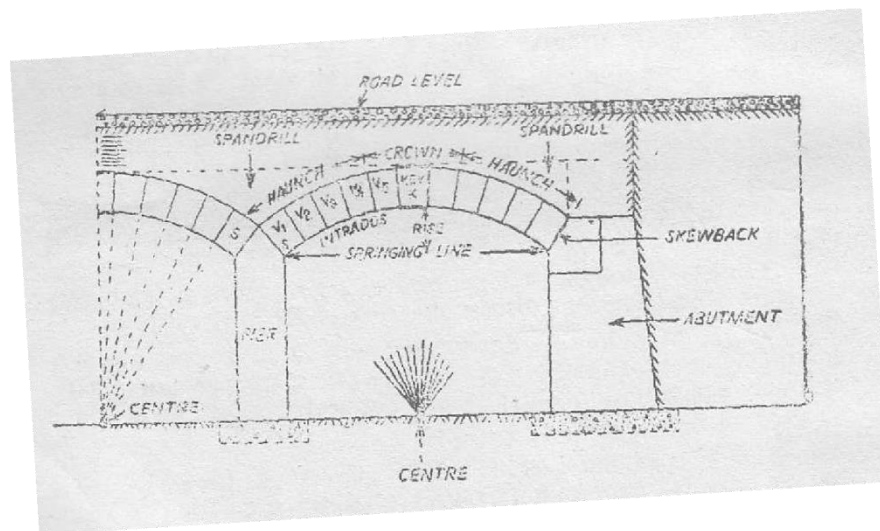 ROAD LEVEL
SPANDRILL
SPANDRILL
CROWN
HAUNCH
HAUNCH
S
V1
V2
V3
V4
V5
KEY
K
S
INTRADOS
RISE
SPRINGING LINE
SKEWBACK
PIER
ABUTMENT
CENTRE
CENTRE